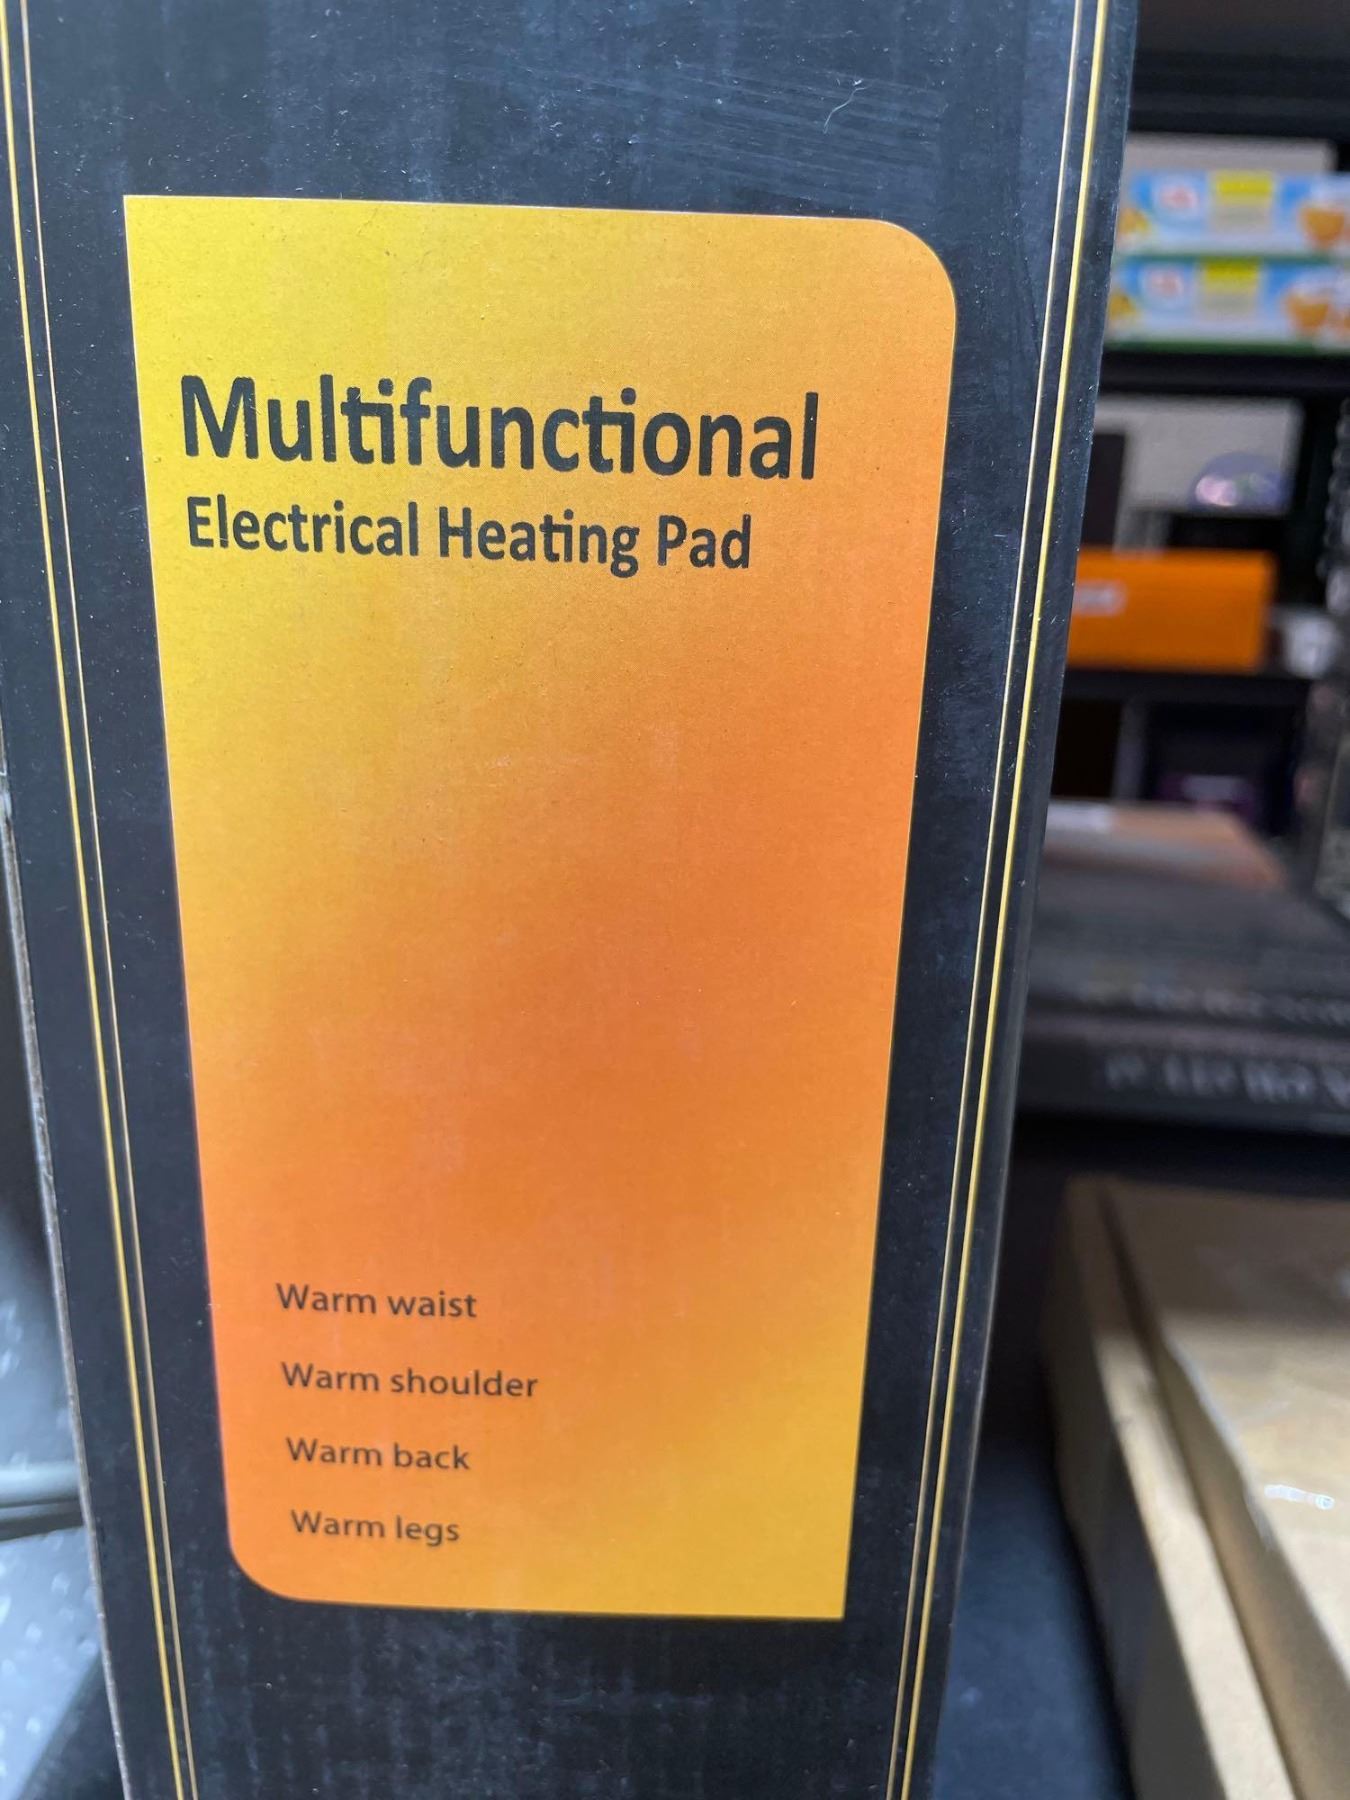 Multifunctional
Electrical Heating Pad
Warm waist
Warm shoulder
Warm back
Warm legs